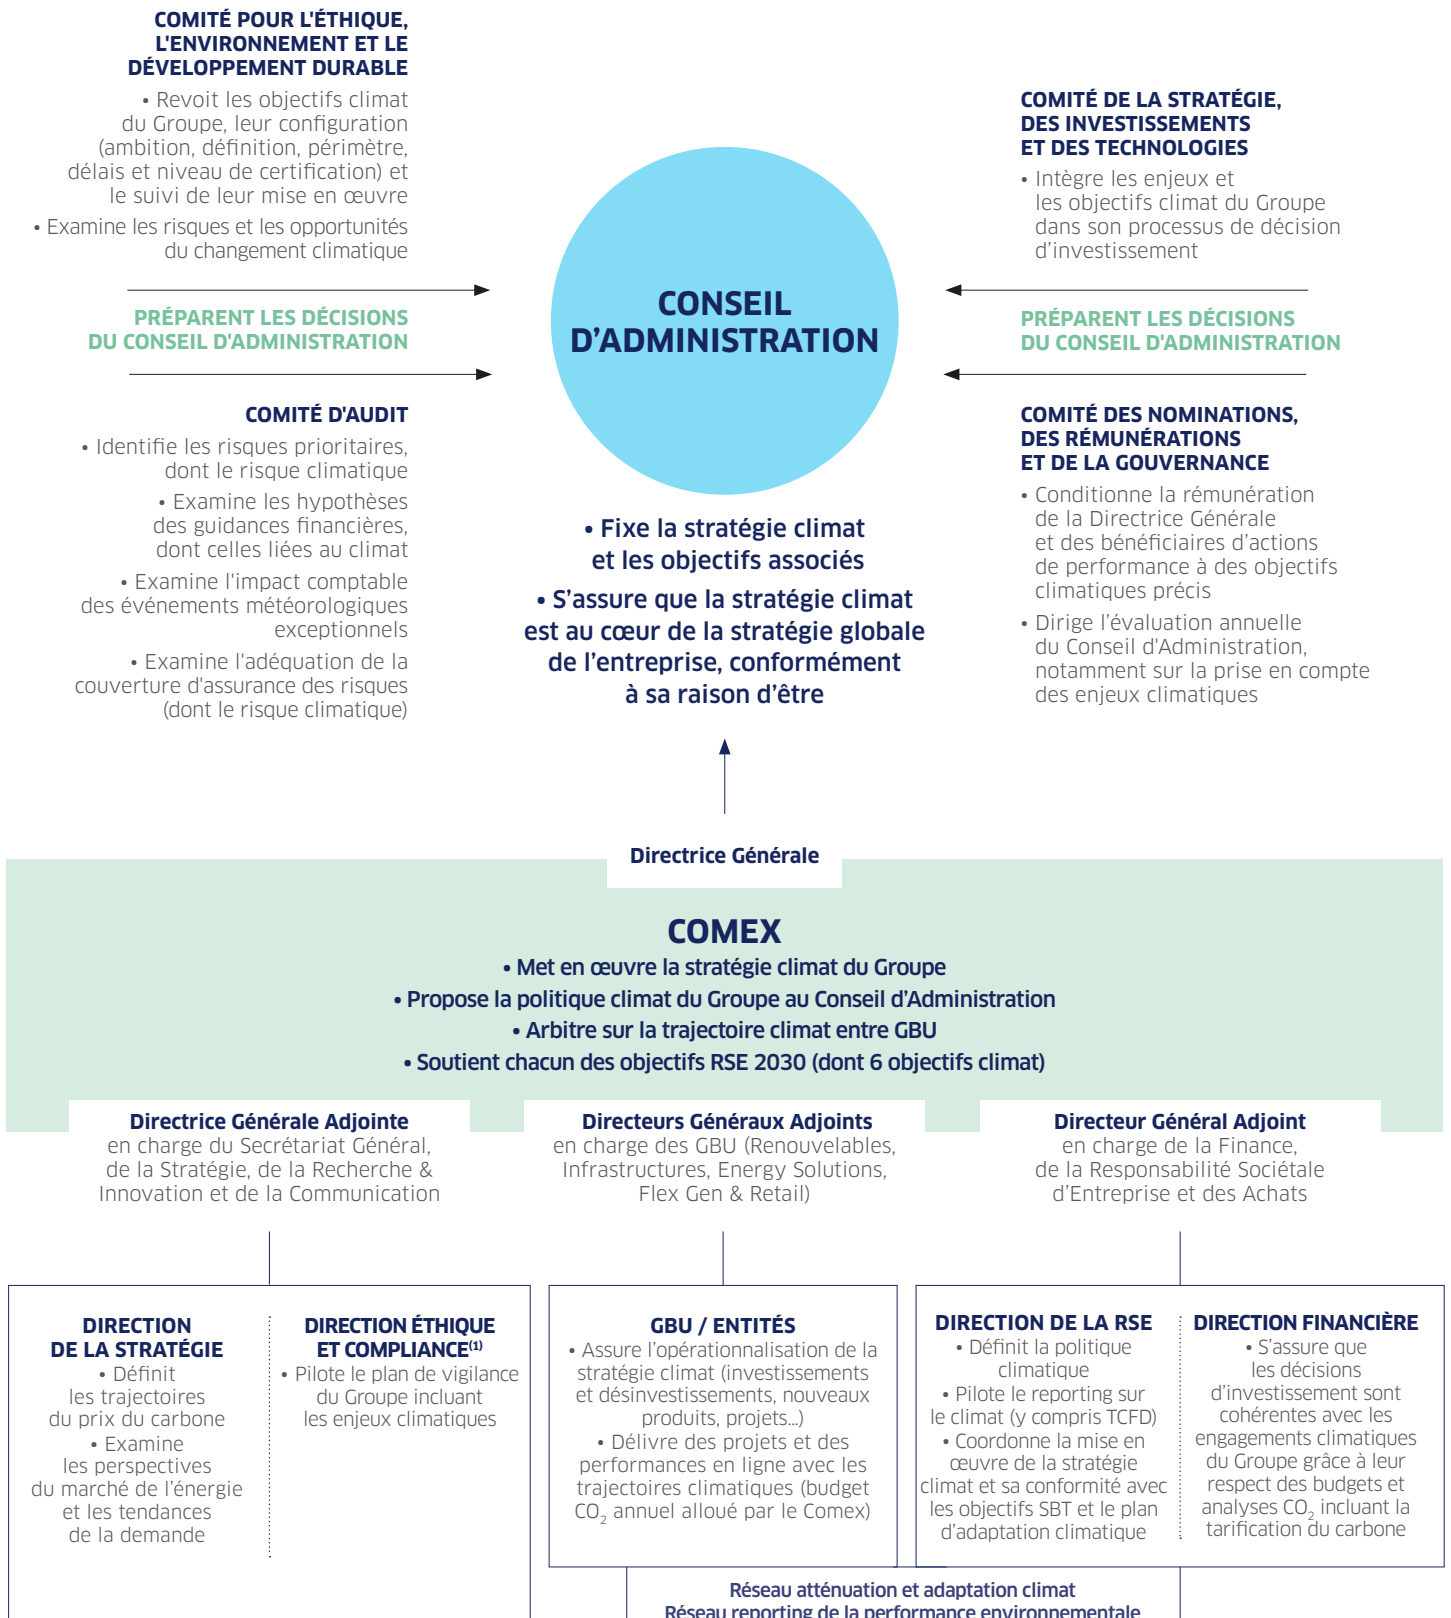 COMITÉ POUR L'ÉTHIQUE,
L'ENVIRONNEMENT ET LE
DÉVELOPPEMENT DURABLE
• Revoit les objectifs climat
du Groupe, leur configuration
(ambition, définition, périmètre,
délais et niveau de certification) et
le suivi de leur mise en œuvre
• Examine les risques et les opportunités
du changement climatique
PRÉPARENT LES DÉCISIONS
DU CONSEIL D'ADMINISTRATION
COMITÉ D'AUDIT
• Identifie les risques prioritaires,
dont le risque climatique
• Examine les hypothèses
des guidances financières,
dont celles liées au climat
• Examine l'impact comptable
des événements météorologiques
exceptionnels
• Examine l'adéquation de la
couverture d'assurance des risques
(dont le risque climatique)
CONSEIL
D’ADMINISTRATION
• Fixe la stratégie climat
et les objectifs associés
• S’assure que la stratégie climat
est au cœur de la stratégie globale
de l’entreprise, conformément
à sa raison d’être
COMITÉ DE LA STRATÉGIE,
DES INVESTISSEMENTS
ET DES TECHNOLOGIES
• Intègre les enjeux et
les objectifs climat du Groupe
dans son processus de décision
d’investissement
PRÉPARENT LES DÉCISIONS
DU CONSEIL D'ADMINISTRATION
COMITÉ DES NOMINATIONS,
DES RÉMUNÉRATIONS
ET DE LA GOUVERNANCE
• Conditionne la rémunération
de la Directrice Générale
et des bénéficiaires d’actions
de performance à des objectifs
climatiques précis
• Dirige l’évaluation annuelle
du Conseil d'Administration,
notamment sur la prise en compte
des enjeux climatiques
Directrice Générale
COMEX
• Met en œuvre la stratégie climat du Groupe
• Propose la politique climat du Groupe au Conseil d’Administration
• Arbitre sur la trajectoire climat entre GBU
• Soutient chacun des objectifs RSE 2030 (dont 6 objectifs climat)
Directrice Générale Adjointe
en charge du Secrétariat Général,
de la Stratégie, de la Recherche &
Innovation et de la Communication
Directeurs Généraux Adjoints
en charge des GBU (Renouvelables,
Infrastructures, Energy Solutions,
Flex Gen & Retail)
Directeur Général Adjoint
en charge de la Finance,
de la Responsabilité Sociétale
d’Entreprise et des Achats
DIRECTION
DE LA STRATÉGIE
• Définit
les trajectoires
du prix du carbone
• Examine
les perspectives
du marché de l’énergie
et les tendances
de la demande
DIRECTION ÉTHIQUE
ET COMPLIANCE(1)
• Pilote le plan de vigilance
du Groupe incluant
les enjeux climatiques
GBU / ENTITÉS
• Assure l’opérationnalisation de la
stratégie climat (investissements
et désinvestissements, nouveaux
produits, projets...)
• Délivre des projets et des
performances en ligne avec les
trajectoires climatiques (budget
CO2 annuel alloué par le Comex)
DIRECTION DE LA RSE
• Définit la politique
climatique
• Pilote le reporting sur
le climat (y compris TCFD)
• Coordonne la mise en
œuvre de la stratégie
climat et sa conformité avec
les objectifs SBT et le plan
d’adaptation climatique
DIRECTION FINANCIÈRE
• S’assure que
les décisions
d’investissement sont
cohérentes avec les
engagements climatiques
du Groupe grâce à leur
respect des budgets et
analyses CO2 incluant la
tarification du carbone
Réseau atténuation et adaptation climat
Réseau reporting de la performance environnementale